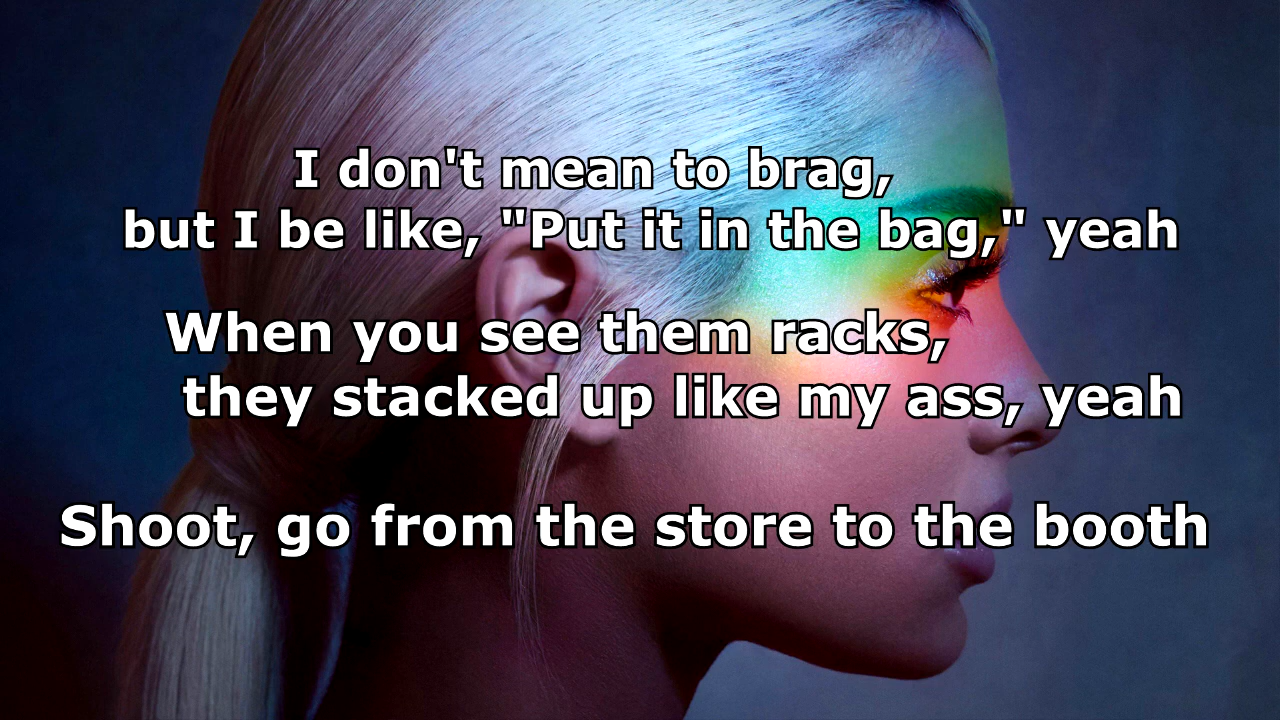 I don't mean to brag,
but I be like, "Put it in the bag," yeah
When you see them racks,
they stacked up like my ass, yeah
Shoot, go from the store to the booth